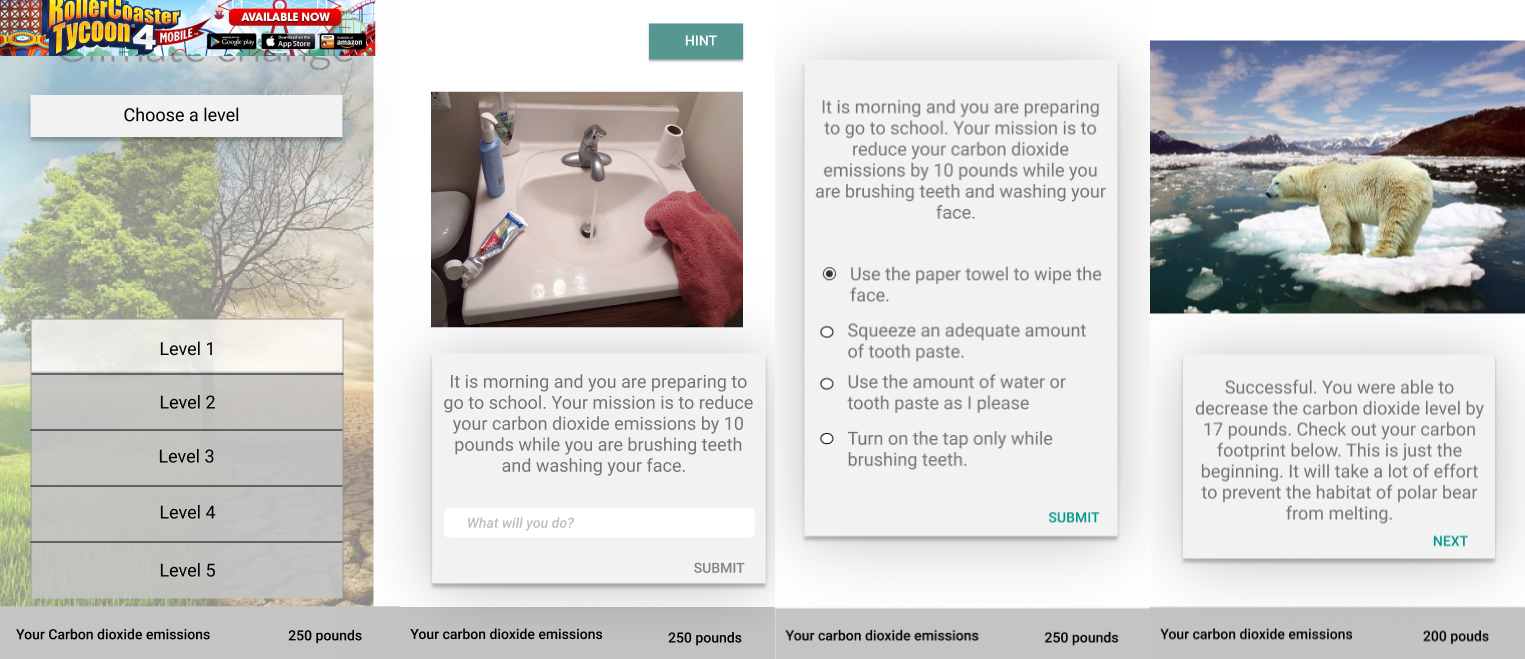 RollerCoaster
Tycoon 4
MOBILE
AVAILABLE NOW
Google play
Download on the
App Store
amazon
Climate change
Choose a level
Level 1
Level 2
Level 3
Level 4
Level 5
Your Carbon dioxide emissions 250 pounds
HINT
It is morning and you are preparing to
go to school. Your mission is to reduce
your carbon dioxide emissions by 10
pounds while you are brushing teeth
and washing your face.
What will you do?
SUBMIT
Your carbon dioxide emissions 250 pounds
It is morning and you are preparing
to go to school. Your mission is to
reduce your carbon dioxide
emissions by 10 pounds while you
are brushing teeth and washing your
face.
Use the paper towel to wipe the
face.
Squeeze an adequate amount
of tooth paste.
Use the amount of water or
tooth paste as I please
Turn on the tap only while
brushing teeth.
SUBMIT
Your carbon dioxide emissions 250 pounds
Successful. You were able to
decrease the carbon dioxide level by
17 pounds. Check out your carbon
footprint below. This is just the
beginning. It will take a lot of effort
to prevent the habitat of polar bear
from melting.
NEXT
Your carbon dioxide emissions 200 pouds